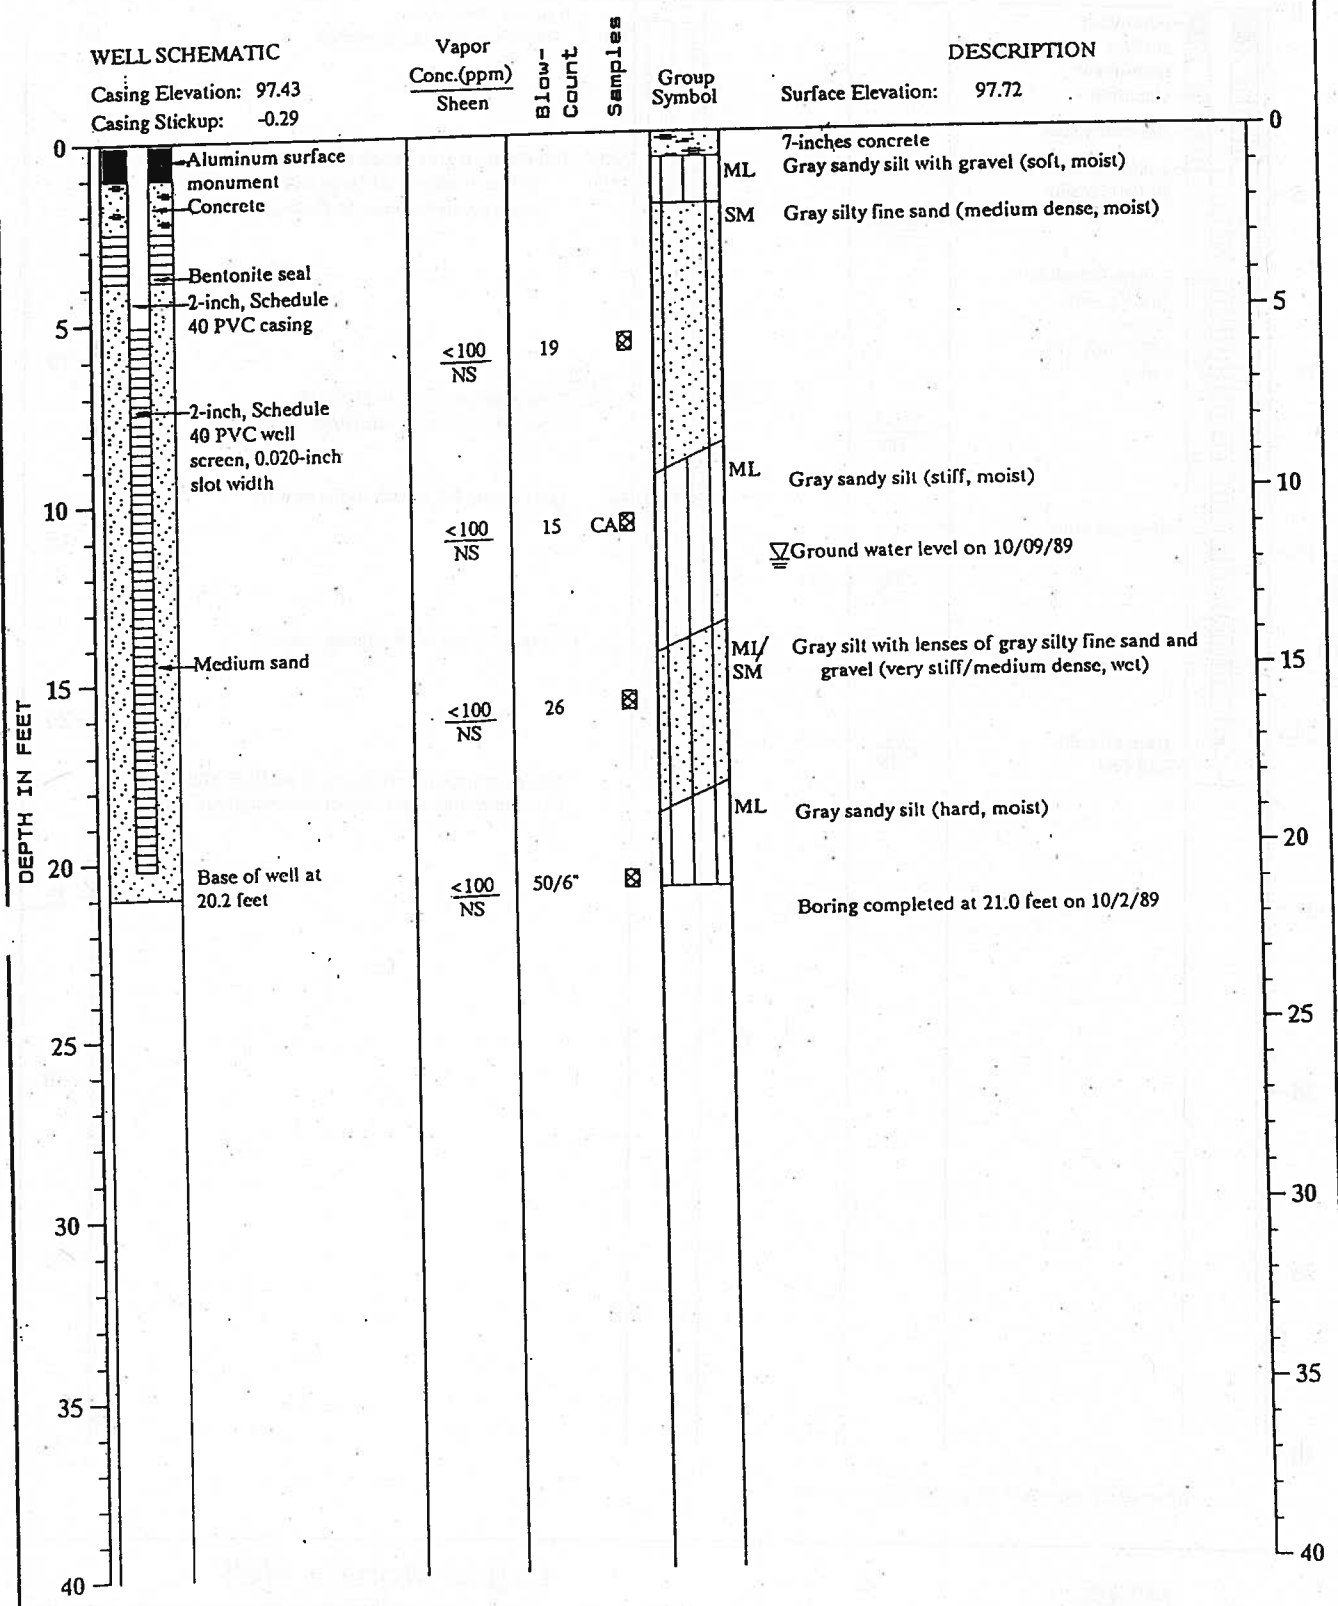 WELL SCHEMATIC
Casing Elevation: 97.43
Casing Stickup: -0.29
Vapor
Conc.(ppm)
Sheen
Blow-
Count
Samples
Group
Symbol
DESCRIPTION
Surface Elevation: 97.72
DEPTH IN FEET
0
5
10
15
20
25
30
35
40
Aluminum surface
monument
Concrete
Bentonite seal
2-inch, Schedule
40 PVC casing
2-inch, Schedule
40 PVC well
screen, 0.020-inch
slot width
Medium sand
Base of well at
20.2 feet
<100
NS
19
<100
NS
15
CA
<100
NS
26
<100
NS
50/6"
7-inches concrete
ML
Gray sandy silt with gravel (soft, moist)
SM
Gray silty fine sand (medium dense, moist)
ML
Gray sandy silt (stiff, moist)
Ground water level on 10/09/89
ML/
SM
Gray silt with lenses of gray silty fine sand and
gravel (very stiff/medium dense, wet)
ML
Gray sandy silt (hard, moist)
Boring completed at 21.0 feet on 10/2/89
0
5
10
15
20
25
30
35
40